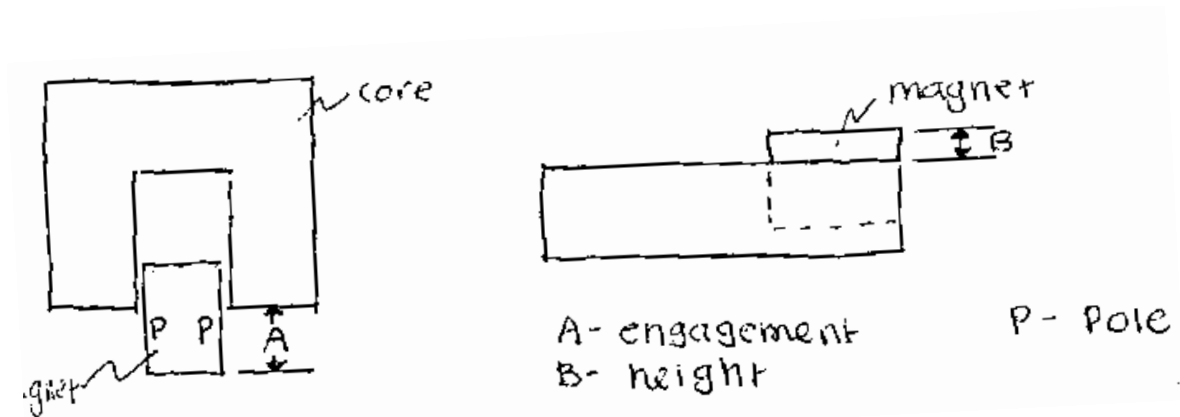 core
magnet
B
P P
A
A- engagement
B- height
P- Pole